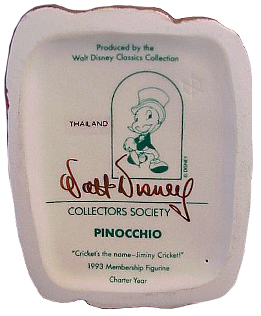 Produced by the
Walt Disney Classics Collection
THAILAND
© DISNEY
Walt Disney
COLLECTORS SOCIETY
PINOCCHIO
"Cricket's the name–Jiminy Cricket!"
1993 Membership Figurine
Charter Year